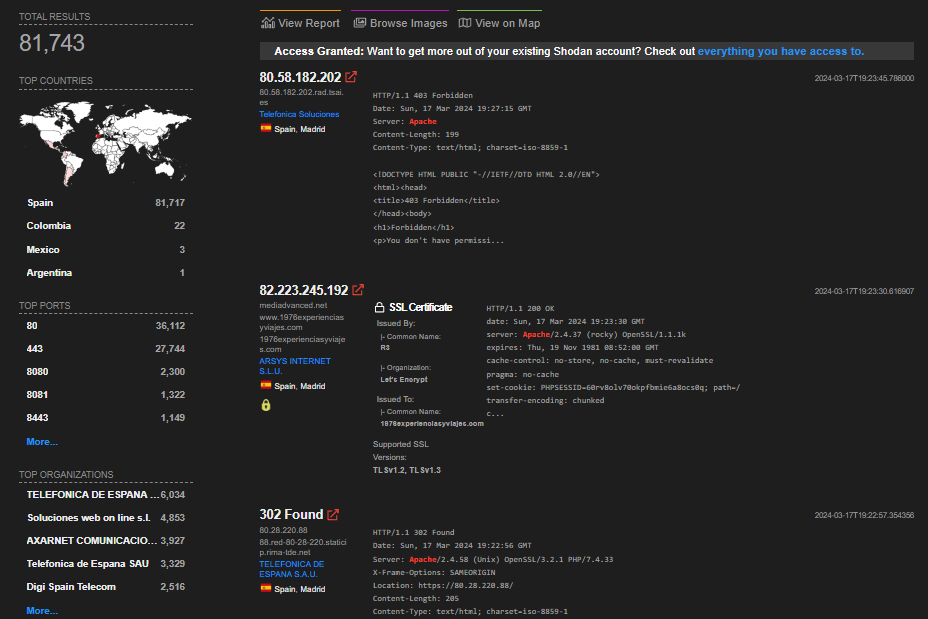 TOTAL RESULTS
81,743
TOP COUNTRIES
Spain 81,717
Colombia 22
Mexico 3
Argentina 1
TOP PORTS
80 36,112
443 27,744
8080 2,300
8081 1,322
8443 1,149
More...
TOP ORGANIZATIONS
TELEFONICA DE ESPANA ... 6,034
Soluciones web on line s.l. 4,853
AXARNET COMUNICACIO... 3,927
Telefonica de Espana SAU 3,329
Digi Spain Telecom 2,516
More...
View Report Browse Images View on Map
Access Granted: Want to get more out of your existing Shodan account? Check out everything you have access to.
80.58.182.202
2024-03-17T19:23:45.786000
80.58.182.202.rad.tsai.
es
Telefonica Soluciones
Spain, Madrid
HTTP/1.1 403 Forbidden
Date: Sun, 17 Mar 2024 19:27:15 GMT
Server: Apache
Content-Length: 199
Content-Type: text/html; charset=iso-8859-1
<!DOCTYPE HTML PUBLIC "-//IETF//DTD HTML 2.0//EN">
<html><head>
<title>403 Forbidden</title>
</head><body>
<h1>Forbidden</h1>
<p>You don't have permissi...
82.223.245.192
2024-03-17T19:23:30.616907
mediadvanced.net
www.1976experiencias
yviajes.com
1976experienciasyviaje
s.com
ARSYS INTERNET
S.L.U.
Spain, Madrid
SSL Certificate
Issued By:
|- Common Name:
R3
|- Organization:
Let's Encrypt
Issued To:
|- Common Name:
1976experienciasyviajes.com
Supported SSL
Versions:
TLSv1.2, TLSv1.3
HTTP/1.1 200 OK
date: Sun, 17 Mar 2024 19:23:30 GMT
server: Apache/2.4.37 (rocky) OpenSSL/1.1.1k
expires: Thu, 19 Nov 1981 08:52:00 GMT
cache-control: no-store, no-cache, must-revalidate
pragma: no-cache
set-cookie: PHPSESSID=60rv8olv70okpfbmie6a8ocs0q; path=/
transfer-encoding: chunked
c...
302 Found
2024-03-17T19:22:57.354356
80.28.220.88
88.red-80-28-220.static
ip.rima-tde.net
TELEFONICA DE
ESPANA S.A.U.
Spain, Madrid
HTTP/1.1 302 Found
Date: Sun, 17 Mar 2024 19:22:56 GMT
Server: Apache/2.4.58 (Unix) OpenSSL/3.2.1 PHP/7.4.33
X-Frame-Options: SAMEORIGIN
Location: https://80.28.220.88/
Content-Length: 205
Content-Type: text/html; charset=iso-8859-1